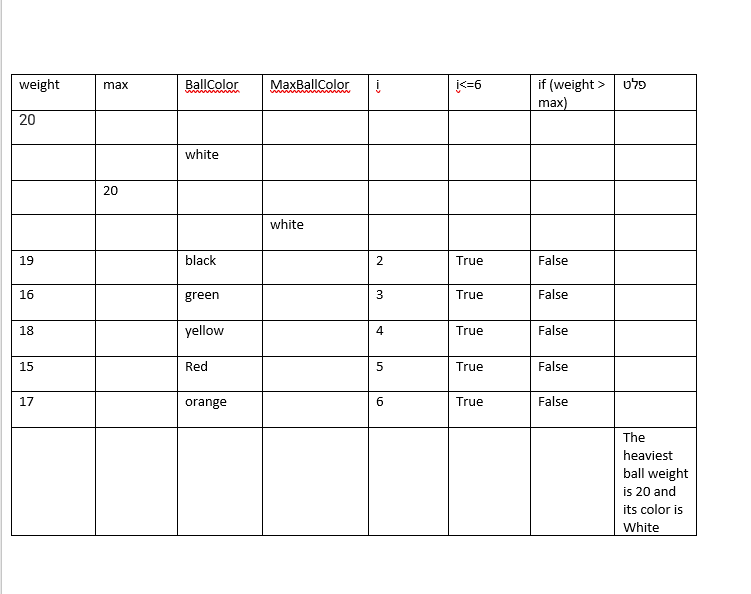 weight max BallColor MaxBallColor i i<=6 if (weight > max) פלט
20
white
20
white
19 black 2 True False
16 green 3 True False
18 yellow 4 True False
15 Red 5 True False
17 orange 6 True False
The
heaviest
ball weight
is 20 and
its color is
White